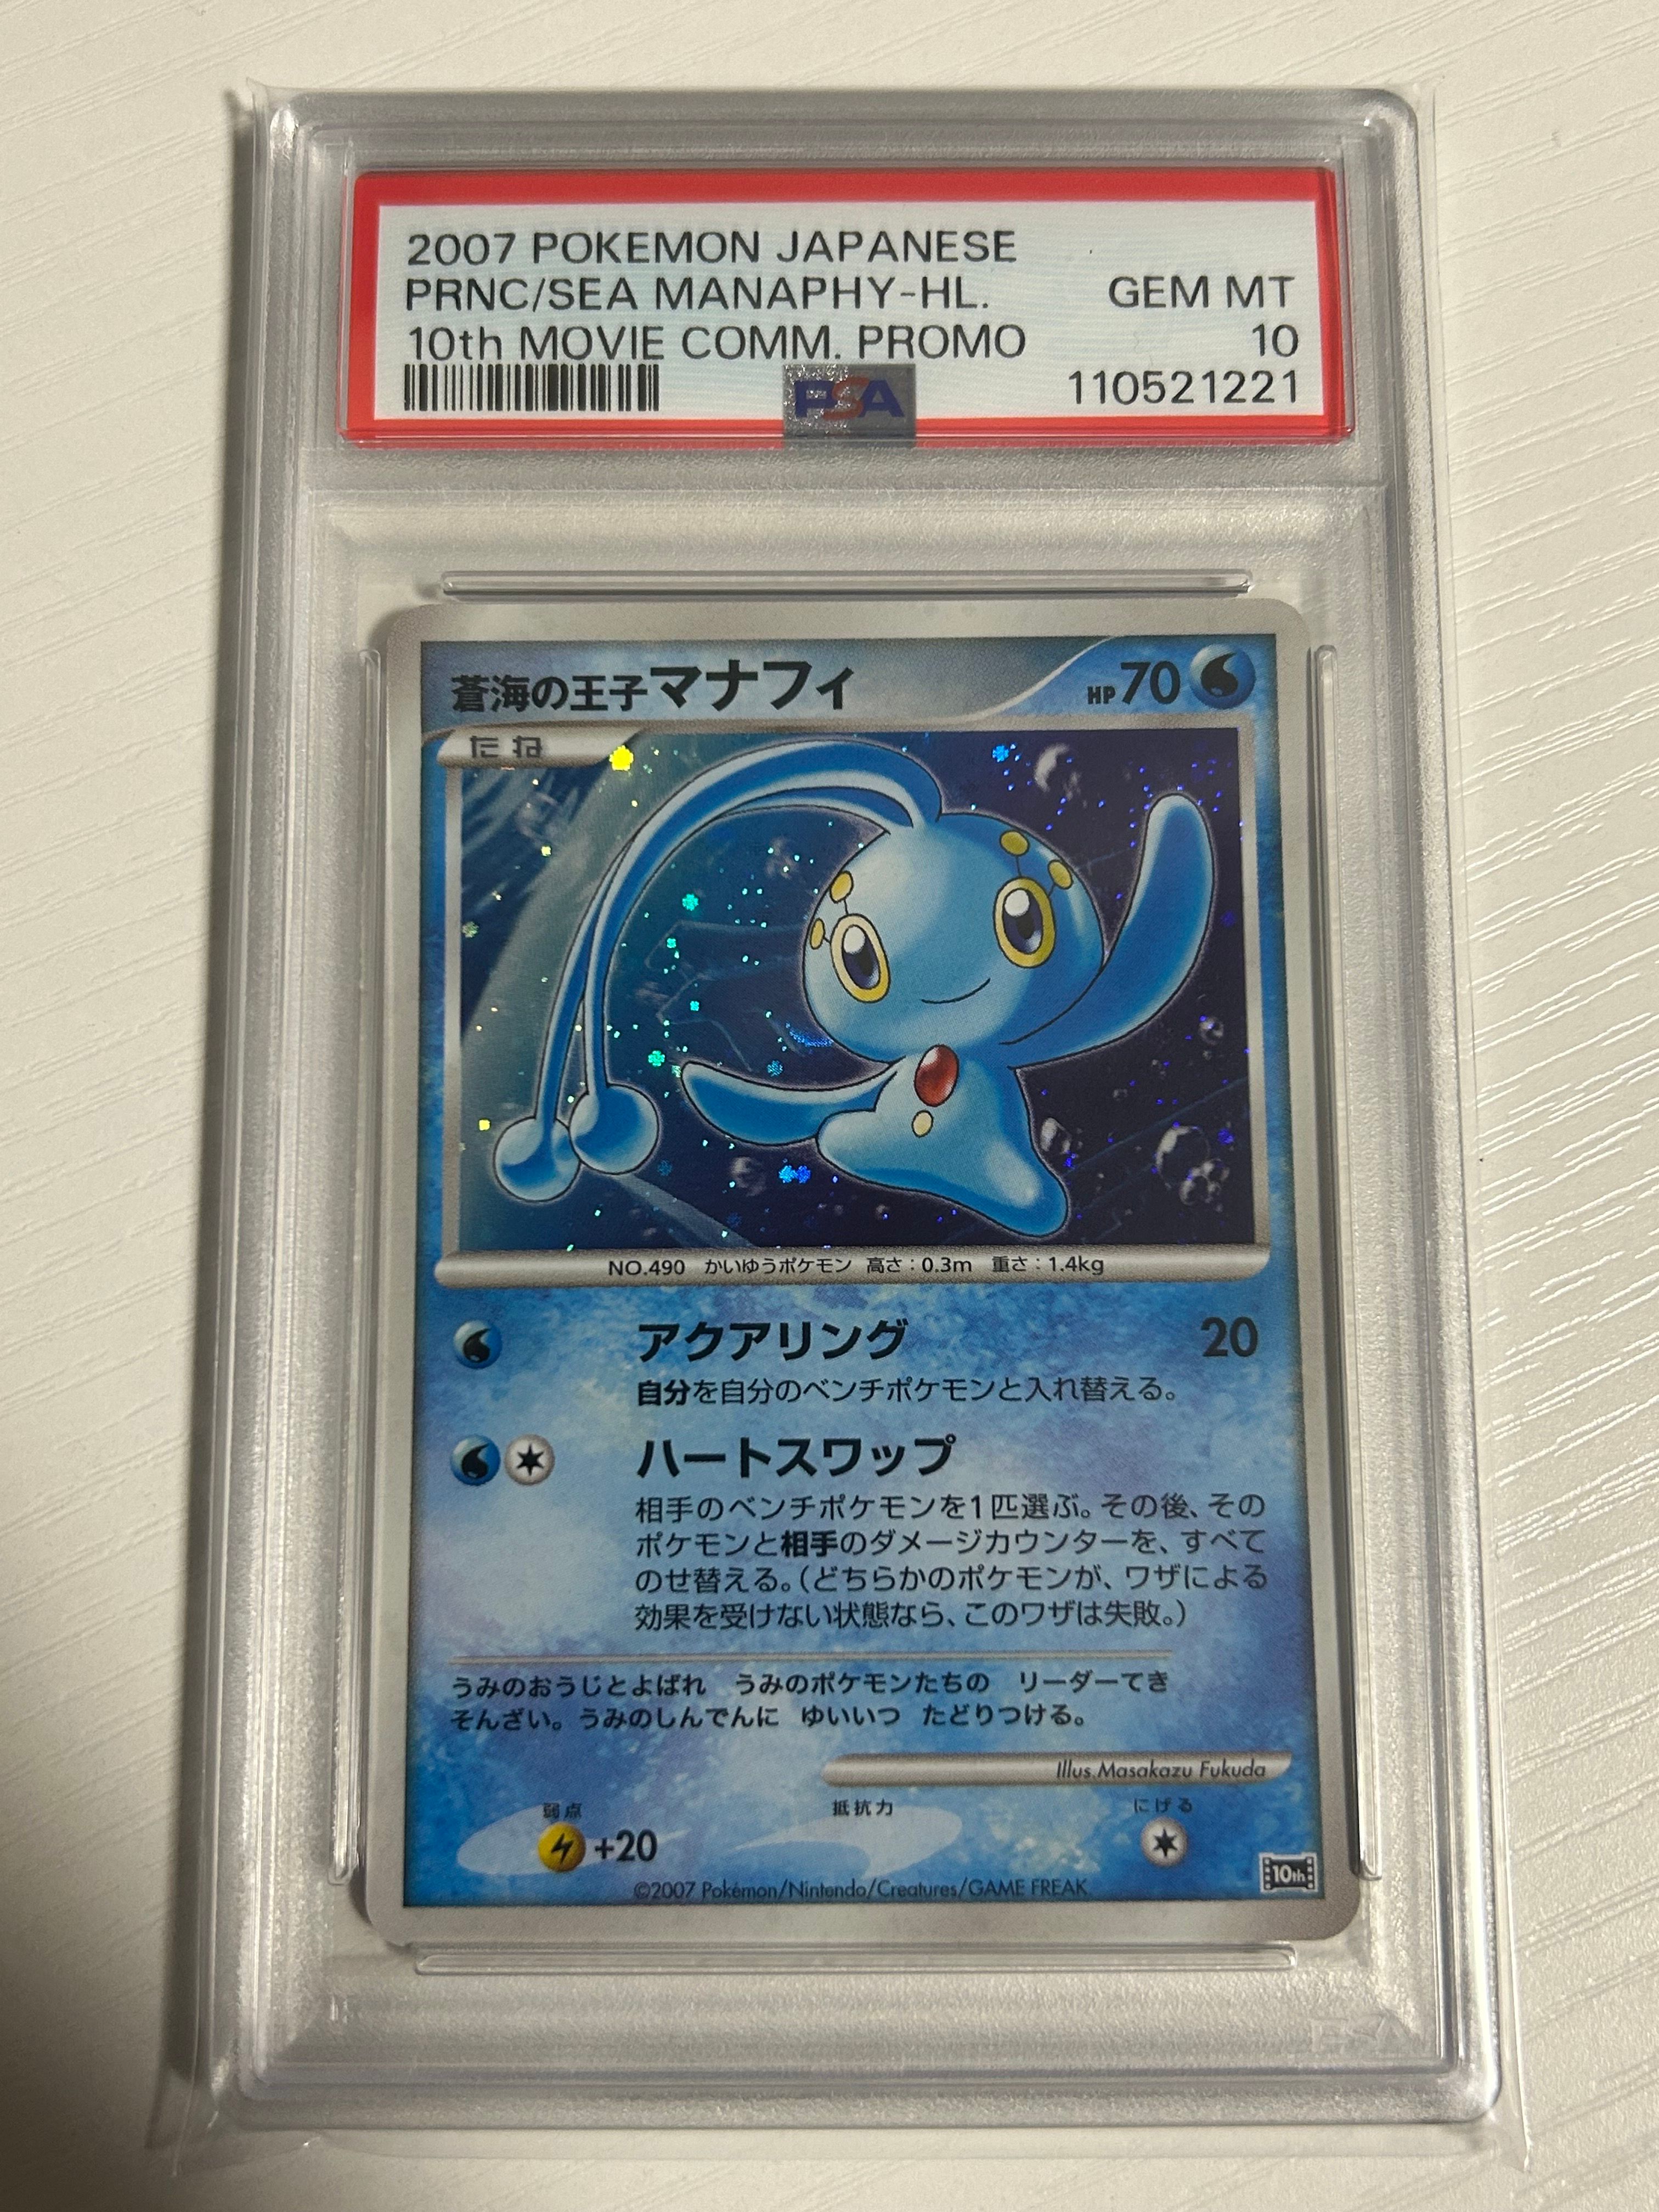 2007 POKEMON JAPANESE
PRNC/SEA MANAPHY-HL. GEM MT
10th MOVIE COMM. PROMO 10
PSA 110521221
蒼海の王子マナフィ HP70
たね
NO.490 かいゆうポケモン 高さ：0.3m 重さ：1.4kg
アクアリング 20
自分を自分のベンチポケモンと入れ替える。
ハートスワップ
相手のベンチポケモンを1匹選ぶ。その後、その
ポケモンと相手のダメージカウンターを、すべて
のせ替える。（どちらかのポケモンが、ワザによる
効果を受けない状態なら、このワザは失敗。）
うみのおうじとよばれ うみのポケモンたちの リーダーてき
そんざい。うみのしんでんに ゆいいつ たどりつける。
Illus.Masakazu Fukuda
弱点 抵抗力 にげる
+20
©2007 Pokémon/Nintendo/Creatures/GAME FREAK.
10th
PSA